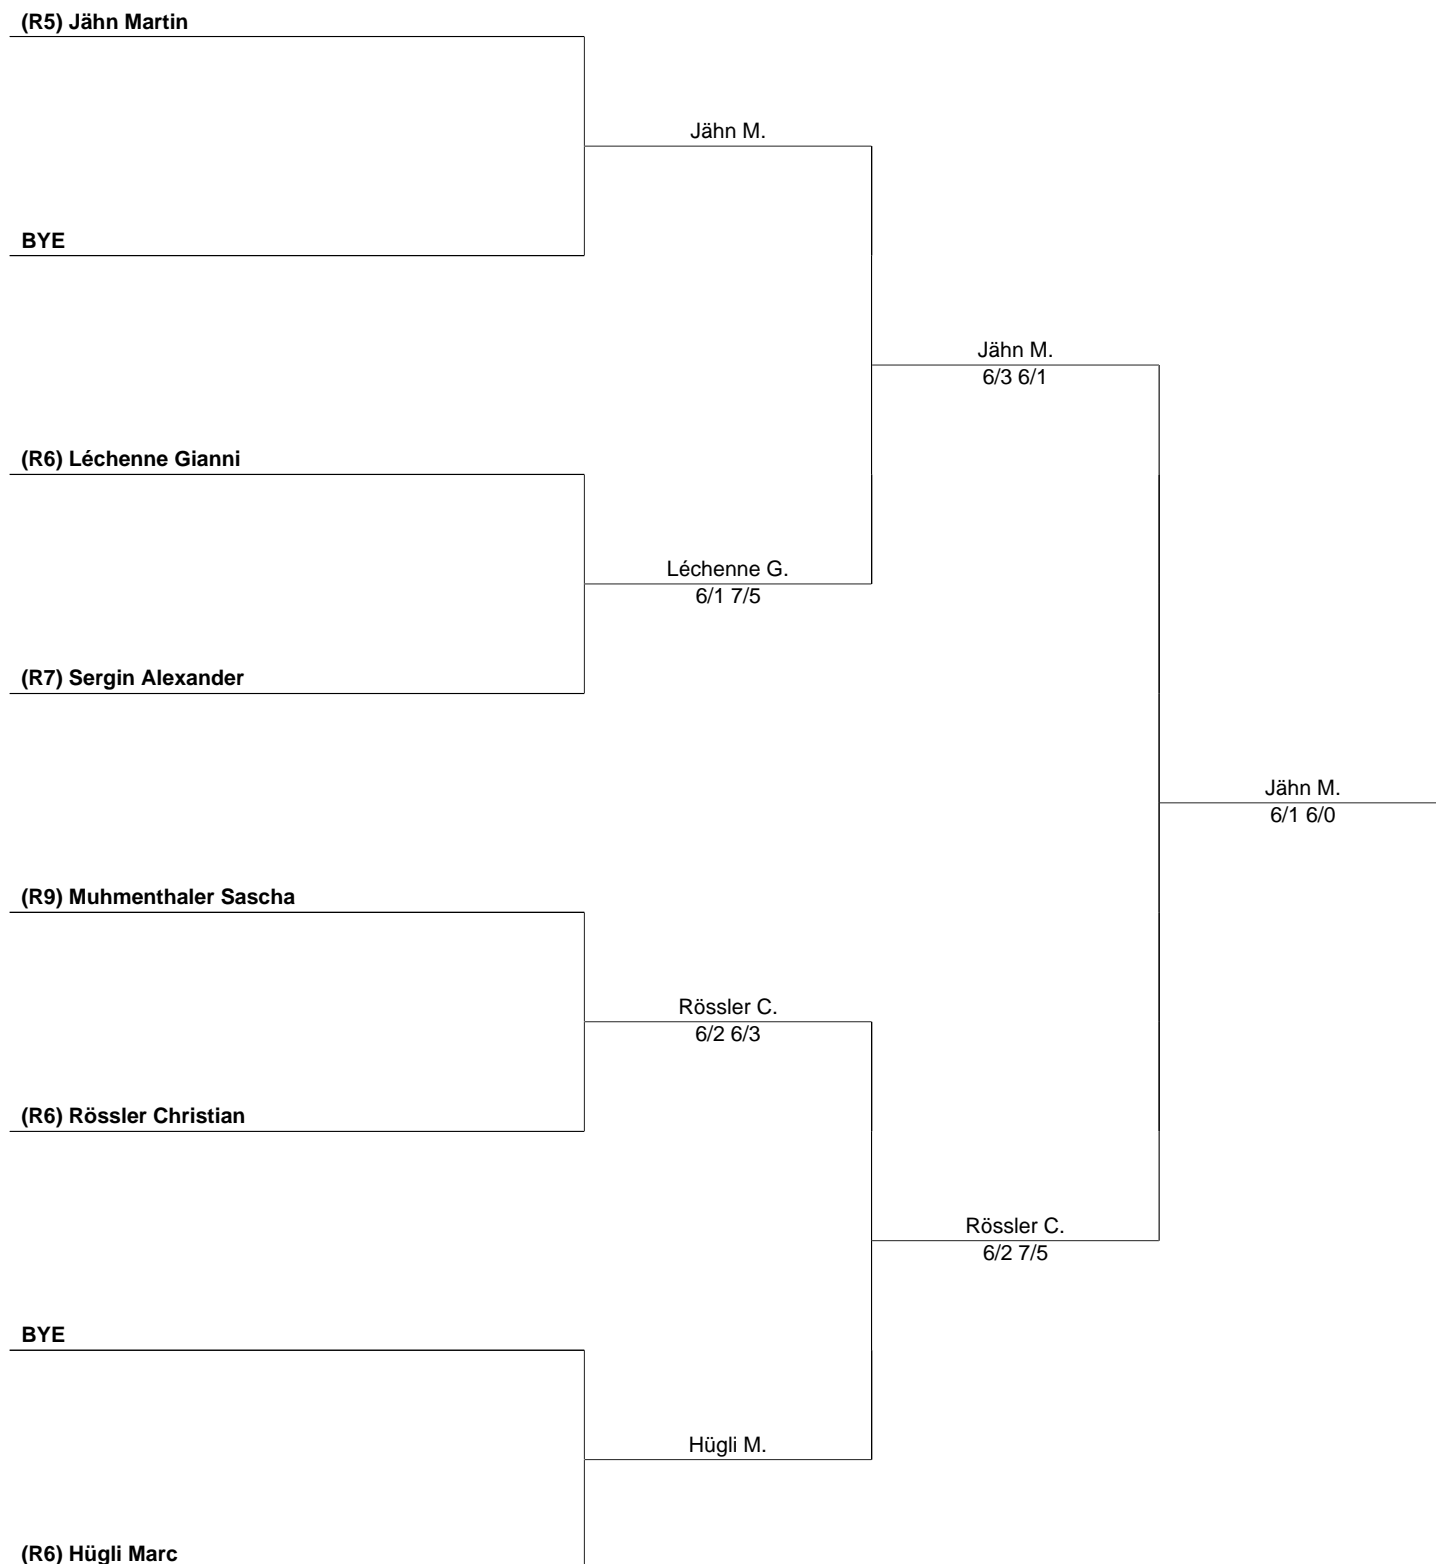 (R5) Jähn Martin
Jähn M.
BYE
Jähn M.
6/3 6/1
(R6) Léchenne Gianni
Léchenne G.
6/1 7/5
(R7) Sergin Alexander
Jähn M.
6/1 6/0
(R9) Muhmenthaler Sascha
Rössler C.
6/2 6/3
(R6) Rössler Christian
Rössler C.
6/2 7/5
BYE
Hügli M.
(R6) Hügli Marc